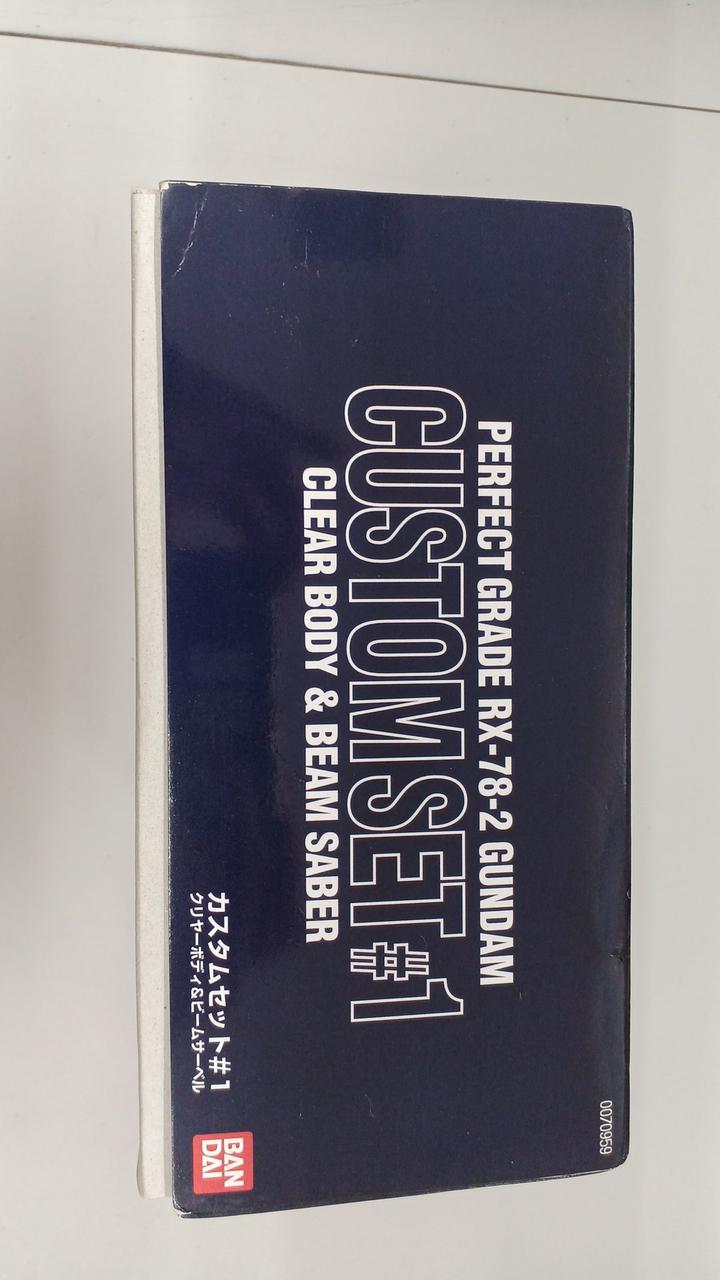 0070959
PERFECT GRADE RX-78-2 GUNDAM
CUSTOM SET #1
CLEAR BODY & BEAM SABER
カスタムセット#1
クリヤーボディ&ビームサーベル
BAN
DAI